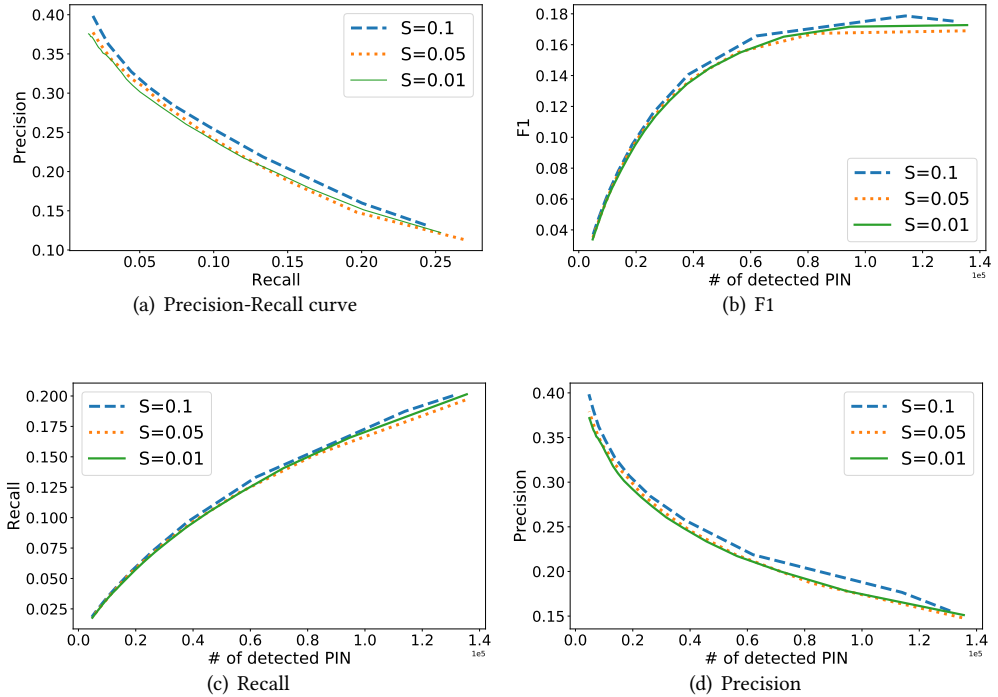 0.40
0.35
0.30
0.25
0.20
0.15
0.10
Precision
S=0.1
S=0.05
S=0.01
0.05 0.10 0.15 0.20 0.25
Recall
(a) Precision-Recall curve
0.18
0.16
0.14
0.12
0.10
0.08
0.06
0.04
F1
S=0.1
S=0.05
S=0.01
0.0 0.2 0.4 0.6 0.8 1.0 1.2 1.4
# of detected PIN
1e5
(b) F1
0.200
0.175
0.150
0.125
0.100
0.075
0.050
0.025
Recall
S=0.1
S=0.05
S=0.01
0.0 0.2 0.4 0.6 0.8 1.0 1.2 1.4
# of detected PIN
1e5
(c) Recall
0.40
0.35
0.30
0.25
0.20
0.15
Precision
S=0.1
S=0.05
S=0.01
0.0 0.2 0.4 0.6 0.8 1.0 1.2 1.4
# of detected PIN
1e5
(d) Precision